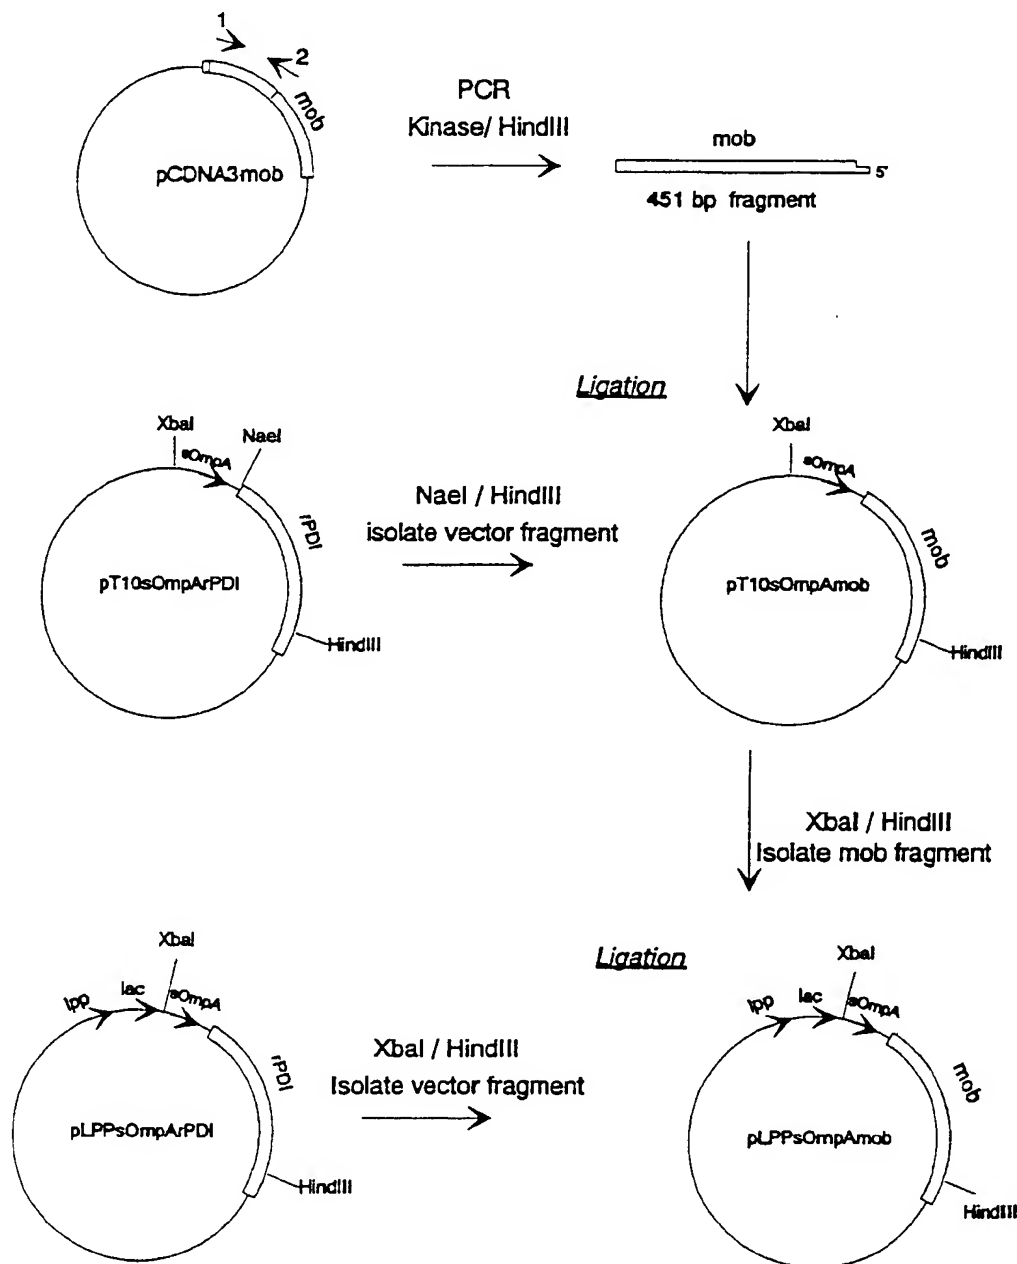 1
2
mob
pCDNA3mob
PCR
Kinase/ HindIII
mob
5'
451 bp fragment
Ligation
XbaI
sOmpA
NaeI
rPDI
pT10sOmpArPDI
HindIII
NaeI / HindIII
isolate vector fragment
XbaI
sOmpA
mob
pT10sOmpAmob
HindIII
XbaI / HindIII
Isolate mob fragment
Ligation
XbaI
lpp
lac
sOmpA
rPDI
pLPPsOmpArPDI
HindIII
XbaI / HindIII
Isolate vector fragment
XbaI
lpp
lac
sOmpA
mob
pLPPsOmpAmob
HindIII